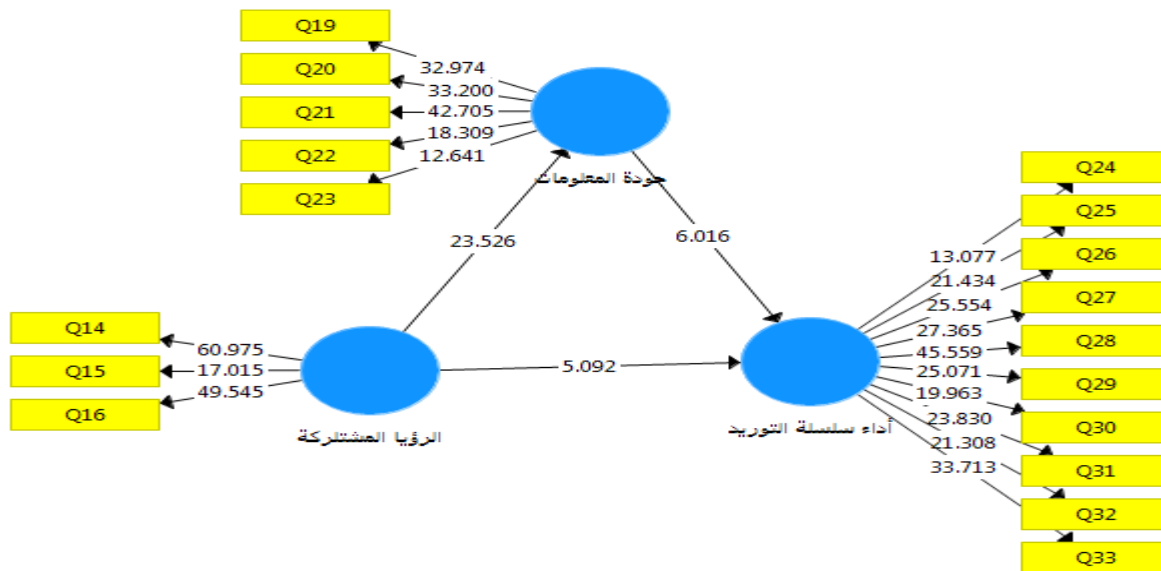 Q19
Q20
Q21
Q22
Q23
32.974
33.200
42.705
18.309
12.641
جودة المعلومات
23.526
6.016
Q14
Q15
Q16
60.975
17.015
49.545
الرؤيا المشتلركة
5.092
أداء سلسلة التوريد
13.077
21.434
25.554
27.365
45.559
25.071
19.963
23.830
21.308
33.713
Q24
Q25
Q26
Q27
Q28
Q29
Q30
Q31
Q32
Q33